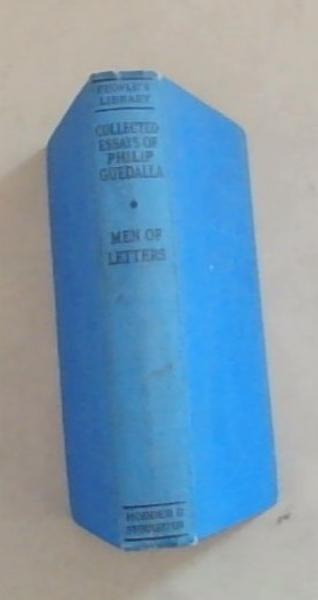 PEOPLE'S
LIBRARY
COLLECTED
ESSAYS OF
PHILIP
GUEDALLA
MEN OF
LETTERS
HODDER &
STOUGHTON